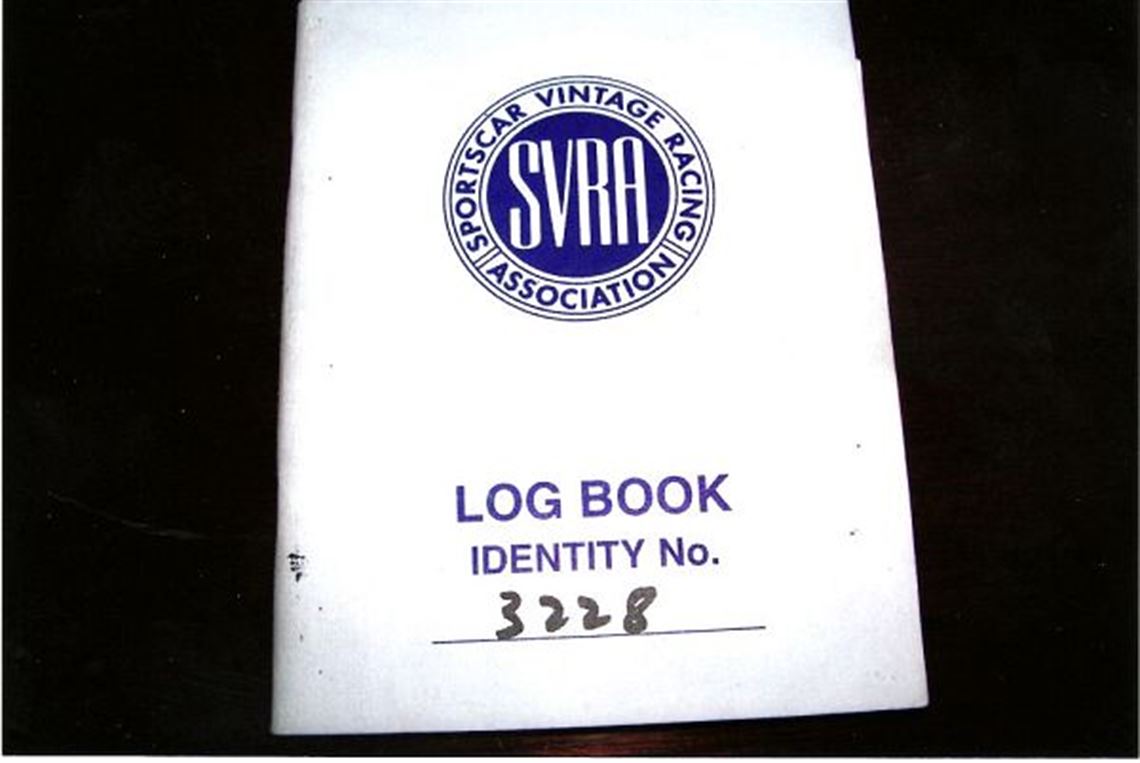 SPORTSCAR VINTAGE RACING
SVRA
ASSOCIATION
LOG BOOK
IDENTITY No.
3228